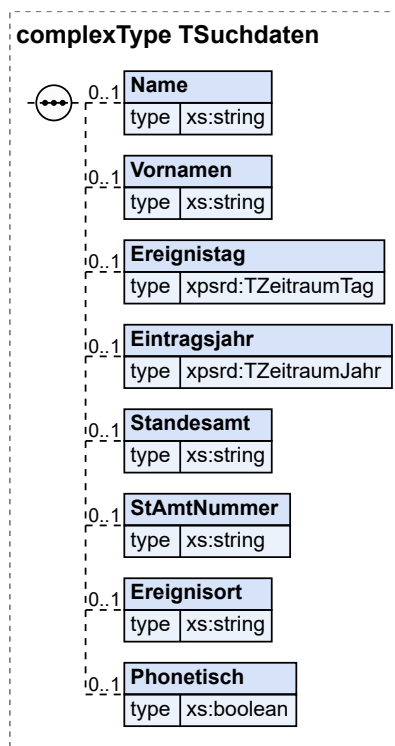 complexType TSuchdaten
0..1 Name
type xs:string
0..1 Vornamen
type xs:string
0..1 Ereignistag
type xpsrd:TZeitraumTag
0..1 Eintragsjahr
type xpsrd:TZeitraumJahr
0..1 Standesamt
type xs:string
0..1 StAmtNummer
type xs:string
0..1 Ereignisort
type xs:string
0..1 Phonetisch
type xs:boolean